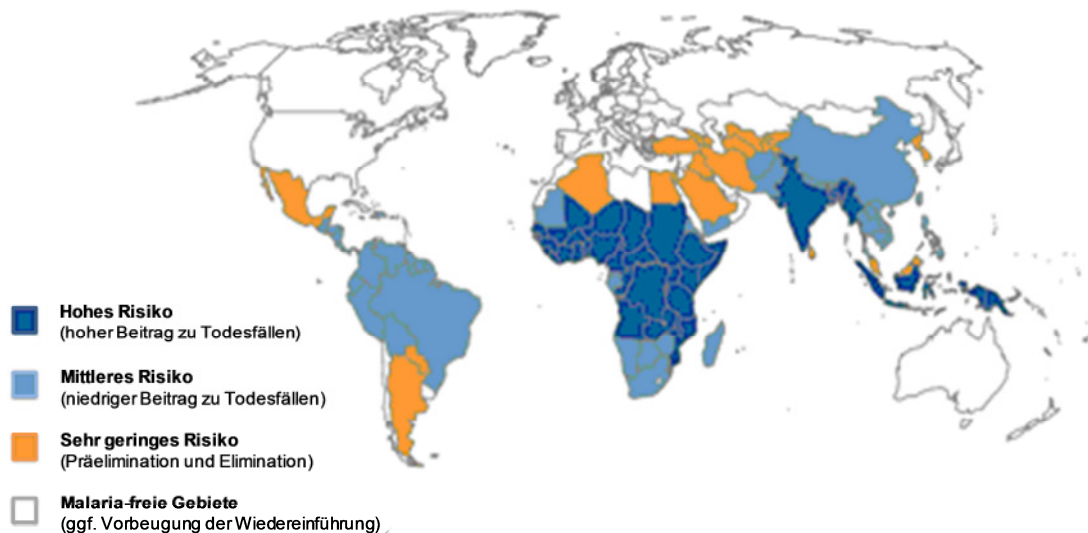 Hohes Risiko
(hoher Beitrag zu Todesfällen)
Mittleres Risiko
(niedriger Beitrag zu Todesfällen)
Sehr geringes Risiko
(Präelimination und Elimination)
Malaria-freie Gebiete
(ggf. Vorbeugung der Wiedereinführung)